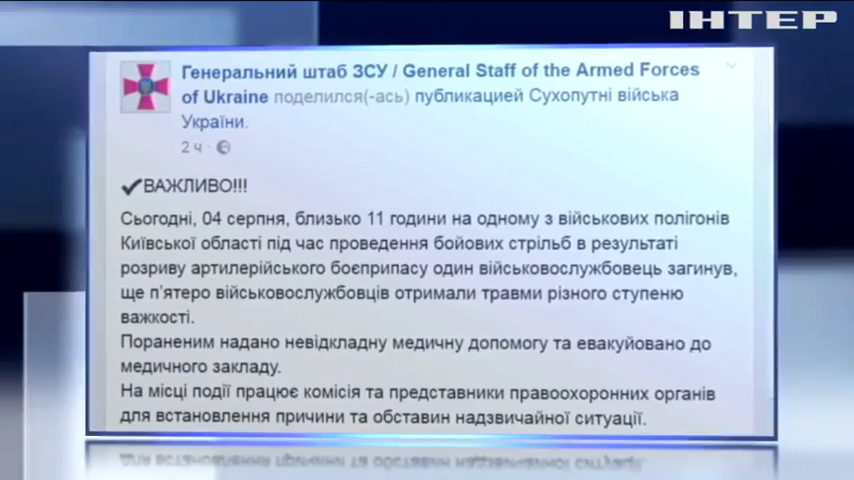 ІНТЕР
Генеральний штаб ЗСУ / General Staff of the Armed Forces
of Ukraine поделился(-ась) публикацией Сухопутні війська
України.
2 ч ·
✔ВАЖЛИВО!!!
Сьогодні, 04 серпня, близько 11 години на одному з військових полігонів
Київської області під час проведення бойових стрільб в результаті
розриву артилерійського боєприпасу один військовослужбовець загинув,
ще п'ятеро військовослужбовців отримали травми різного ступеню
важкості.
Пораненим надано невідкладну медичну допомогу та евакуйовано до
медичного закладу.
На місці події працює комісія та представники правоохоронних органів
для встановлення причини та обставин надзвичайної ситуації.